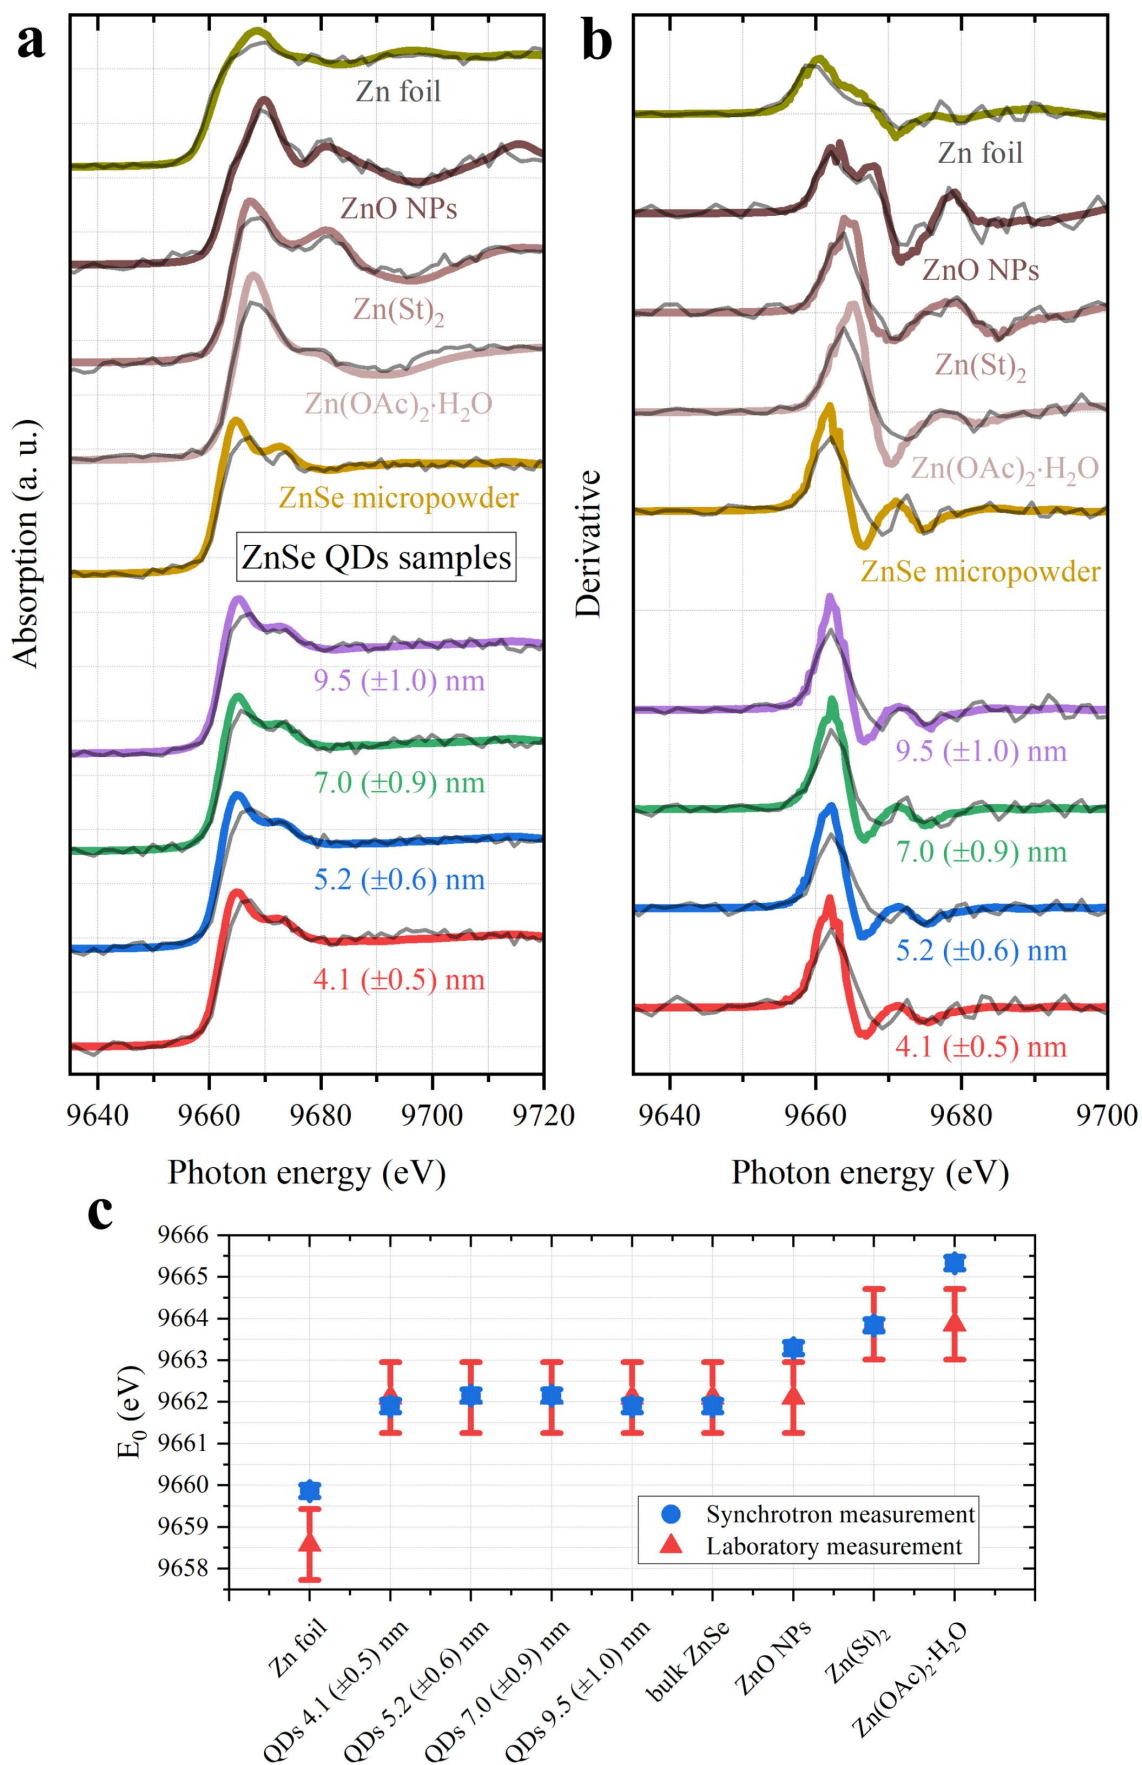 a
Absorption (a. u.)
Zn foil
ZnO NPs
Zn(St)₂
Zn(OAc)₂·H₂O
ZnSe micropowder
ZnSe QDs samples
9.5 (±1.0) nm
7.0 (±0.9) nm
5.2 (±0.6) nm
4.1 (±0.5) nm
9640 9660 9680 9700 9720
Photon energy (eV)
b
Derivative
Zn foil
ZnO NPs
Zn(St)₂
Zn(OAc)₂·H₂O
ZnSe micropowder
9.5 (±1.0) nm
7.0 (±0.9) nm
5.2 (±0.6) nm
4.1 (±0.5) nm
9640 9660 9680 9700
Photon energy (eV)
c
E₀ (eV)
9666
9665
9664
9663
9662
9661
9660
9659
9658
Synchrotron measurement
Laboratory measurement
Zn foil
QDs 4.1 (±0.5) nm
QDs 5.2 (±0.6) nm
QDs 7.0 (±0.9) nm
QDs 9.5 (±1.0) nm
bulk ZnSe
ZnO NPs
Zn(St)₂
Zn(OAc)₂·H₂O